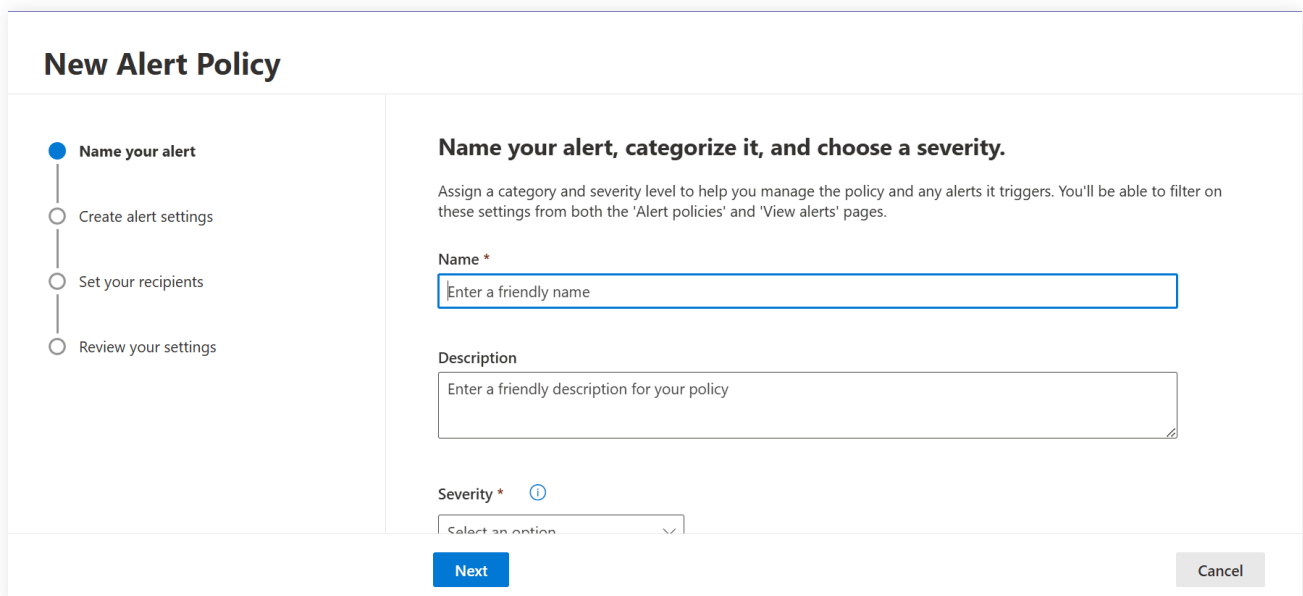 New Alert Policy
Name your alert
Create alert settings
Set your recipients
Review your settings
Name your alert, categorize it, and choose a severity.
Assign a category and severity level to help you manage the policy and any alerts it triggers. You'll be able to filter on
these settings from both the 'Alert policies' and 'View alerts' pages.
Name *
Enter a friendly name
Description
Enter a friendly description for your policy
Severity *
Select an option
Next
Cancel